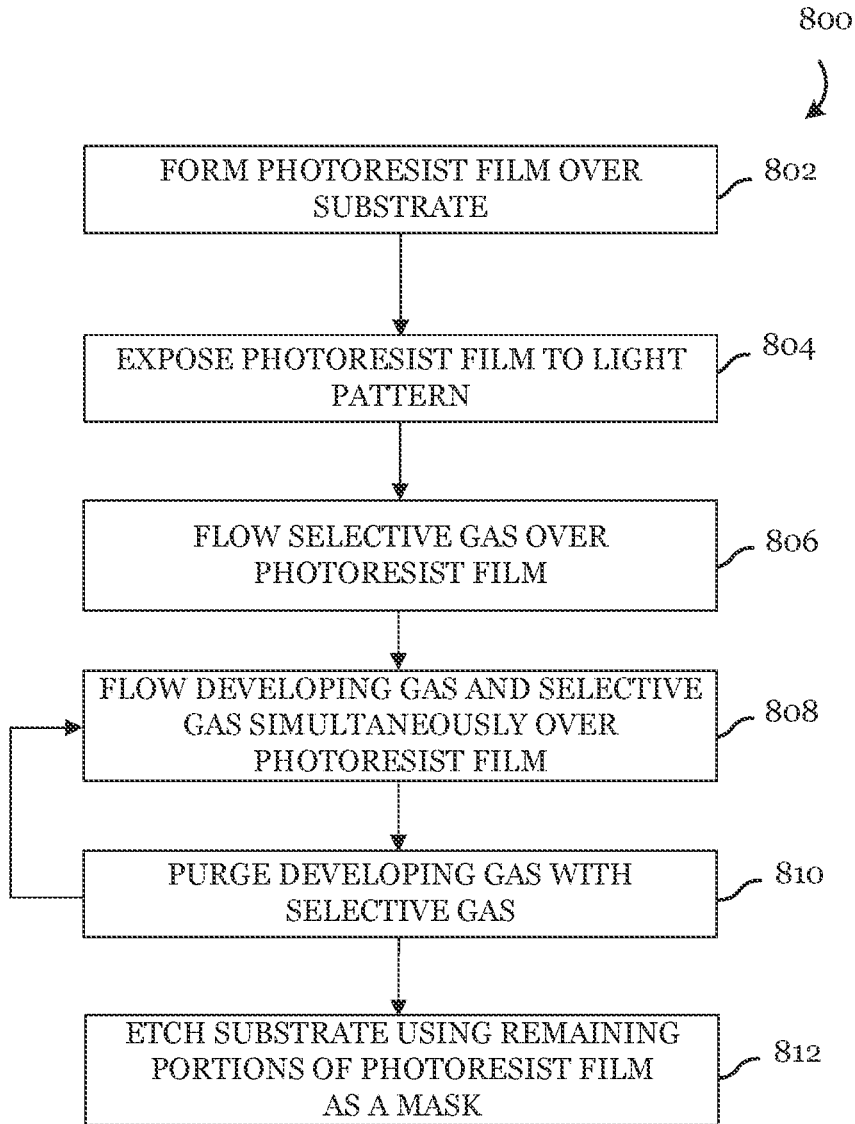 800
FORM PHOTORESIST FILM OVER
SUBSTRATE
802
EXPOSE PHOTORESIST FILM TO LIGHT
PATTERN
804
FLOW SELECTIVE GAS OVER
PHOTORESIST FILM
806
FLOW DEVELOPING GAS AND SELECTIVE
GAS SIMULTANEOUSLY OVER
PHOTORESIST FILM
808
PURGE DEVELOPING GAS WITH
SELECTIVE GAS
810
ETCH SUBSTRATE USING REMAINING
PORTIONS OF PHOTORESIST FILM
AS A MASK
812